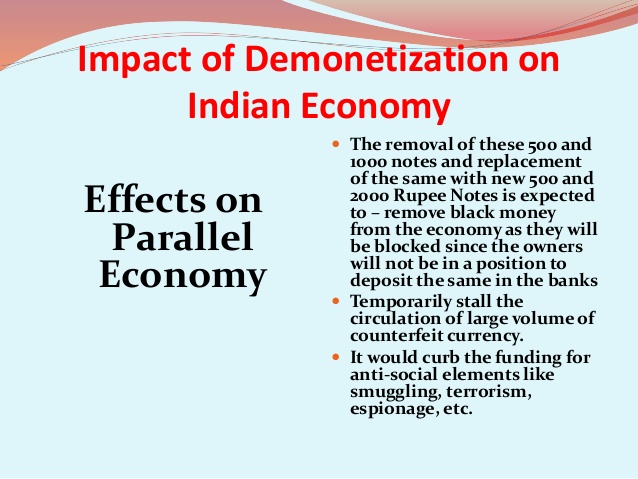 Impact of Demonetization on
Indian Economy
Effects on
Parallel
Economy
• The removal of these 500 and
1000 notes and replacement
of the same with new 500 and
2000 Rupee Notes is expected
to – remove black money
from the economy as they will
be blocked since the owners
will not be in a position to
deposit the same in the banks
• Temporarily stall the
circulation of large volume of
counterfeit currency.
• It would curb the funding for
anti-social elements like
smuggling, terrorism,
espionage, etc.